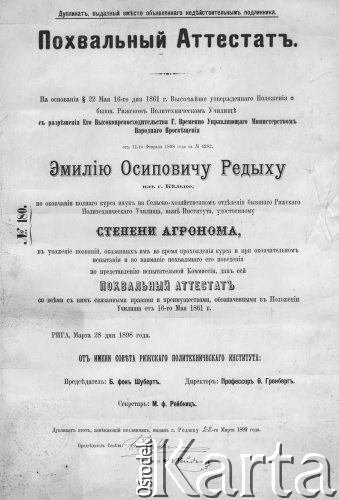 Дупликатъ, выданный вмѣсто объявленнаго недѣйствительнымъ подлинника.
Похвальный Аттестатъ.
На основаніи § 22 Мая 16-го дня 1861 г. Высочайше утвержденнаго Положенія о
бывш. Рижскомъ Политехническомъ Училищѣ
съ разрѣшенія Его Высокопревосходительства Г. Временно Управляющаго Министерствомъ
Народнаго Просвѣщенія
отъ 11-го Февраля 1898 года за № 4282,
Эмилію Осиповичу Редыху
изъ г. Кѣльце,
по окончаніи полнаго курса наукъ на Сельско-хозяйственномъ отдѣленіи бывшаго Рижскаго
Политехническаго Училища, нынѣ Института, удостоенному
СТЕПЕНИ АГРОНОМА,
№ 180.
въ уваженіе познаній, оказанныхъ имъ во время прохожденія курса и при окончательномъ
испытаніи и во вниманіе похвальнаго его поведенія
по представленію испытательной Коммиссіи, данъ сей
ПОХВАЛЬНЫЙ АТТЕСТАТЪ
со всѣми съ нимъ связанными правами и преимуществами, обозначенными въ Положеніи
Училища отъ 16-го Мая 1861 г.
РИГА, Марта 28 дня 1898 года.
ОТЪ ИМЕНИ СОВѢТА РИЖСКАГО ПОЛИТЕХНИЧЕСКАГО ИНСТИТУТА:
Предсѣдатель: Б. фонъ Шубертъ. Директоръ: Профессоръ Ѳ. Гренбергъ.
Секретарь: М. ф. Рейбницъ.
Дупликатъ этотъ, замѣняющій подлинникъ, выданъ г. Редыху 22-го Марта 1899 года.
Предсѣдатель Совѣта:
Ośrodek
Karta